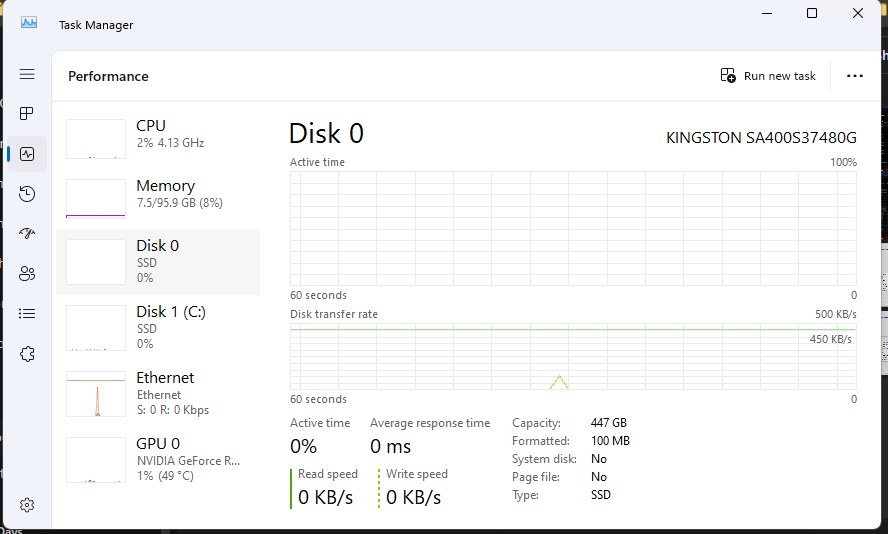 Task Manager
Performance
Run new task
CPU
2% 4.13 GHz
Memory
7.5/95.9 GB (8%)
Disk 0
SSD
0%
Disk 1 (C:)
SSD
0%
Ethernet
Ethernet
S: 0 R: 0 Kbps
GPU 0
NVIDIA GeForce R...
1% (49 °C)
Disk 0
KINGSTON SA400S37480G
Active time
100%
60 seconds
0
Disk transfer rate
500 KB/s
450 KB/s
60 seconds
0
Active time
0%
Average response time
0 ms
Read speed
0 KB/s
Write speed
0 KB/s
Capacity: 447 GB
Formatted: 100 MB
System disk: No
Page file: No
Type: SSD
Days